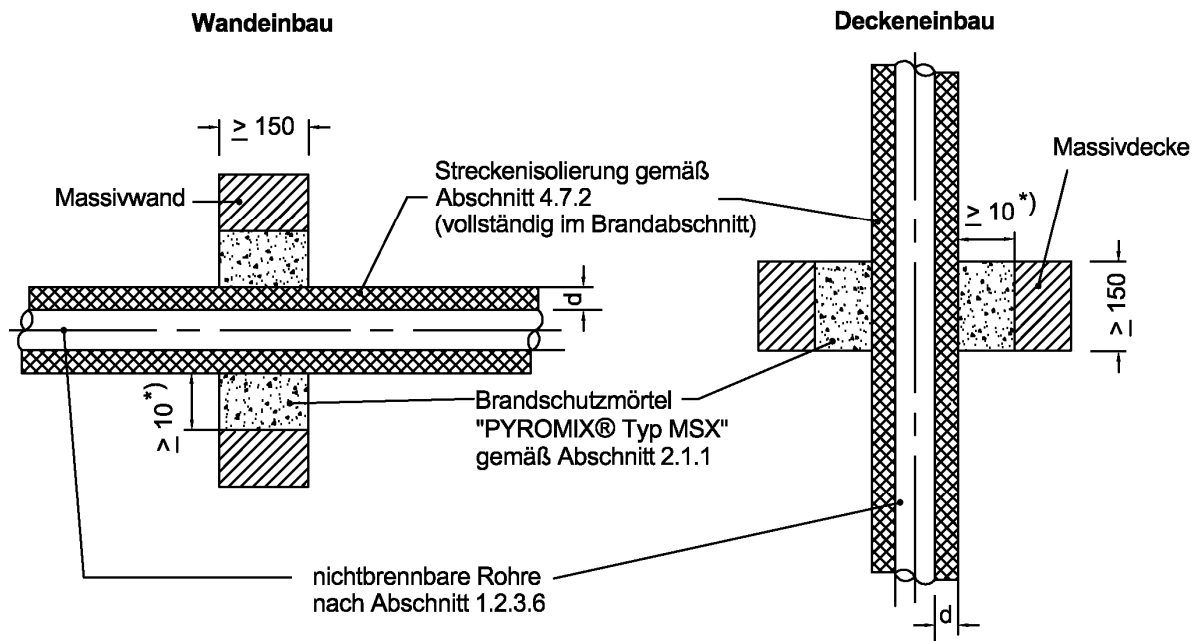 Wandeinbau
Deckeneinbau
≥ 150
Massivwand
Streckenisolierung gemäß
Abschnitt 4.7.2
(vollständig im Brandabschnitt)
Massivdecke
≥ 10 *)
≥ 150
d
≥ 10 *)
Brandschutzmörtel
"PYROMIX® Typ MSX"
gemäß Abschnitt 2.1.1
nichtbrennbare Rohre
nach Abschnitt 1.2.3.6
d